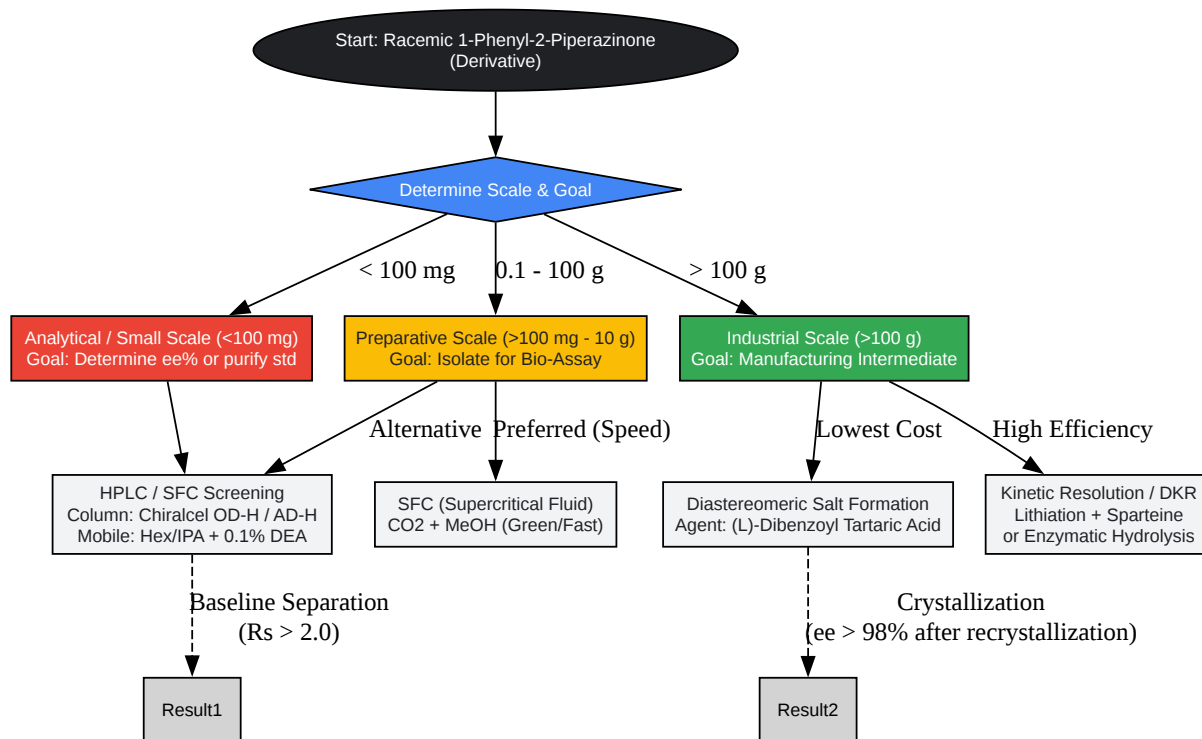 Start: Racemic 1-Phenyl-2-Piperazinone
(Derivative)
Determine Scale & Goal
< 100 mg
0.1 - 100 g
> 100 g
Analytical / Small Scale (<100 mg)
Goal: Determine ee% or purify std
Preparative Scale (>100 mg - 10 g)
Goal: Isolate for Bio-Assay
Industrial Scale (>100 g)
Goal: Manufacturing Intermediate
Alternative
Preferred (Speed)
Lowest Cost
High Efficiency
HPLC / SFC Screening
Column: Chiralcel OD-H / AD-H
Mobile: Hex/IPA + 0.1% DEA
SFC (Supercritical Fluid)
CO2 + MeOH (Green/Fast)
Diastereomeric Salt Formation
Agent: (L)-Dibenzoyl Tartaric Acid
Kinetic Resolution / DKR
Lithiation + Sparteine
or Enzymatic Hydrolysis
Baseline Separation
(Rs > 2.0)
Crystallization
(ee > 98% after recrystallization)
Result1
Result2